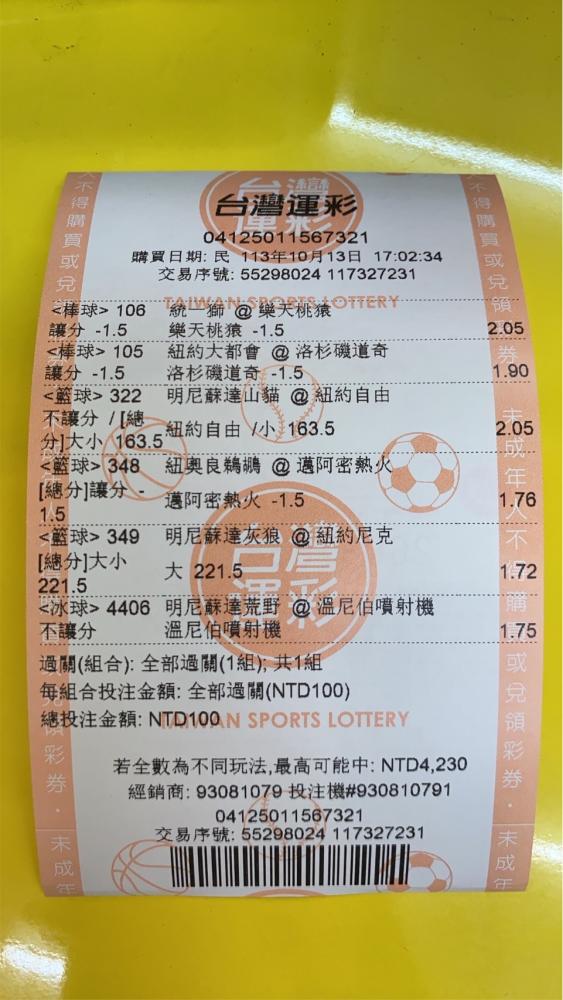 台灣運彩
04125011567321
購買日期: 民 113年10月13日 17:02:34
交易序號: 55298024 117327231
TAIWAN SPORTS LOTTERY
<棒球> 106 統一獅 @ 樂天桃猿
讓分 -1.5 樂天桃猿 -1.5 2.05
<棒球> 105 紐約大都會 @ 洛杉磯道奇
讓分 -1.5 洛杉磯道奇 -1.5 1.90
<籃球> 322 明尼蘇達山貓 @ 紐約自由
不讓分 / [總
分]大小 163.5 紐約自由 /小 163.5 2.05
<籃球> 348 紐奧良鵜鶘 @ 邁阿密熱火
[總分]讓分 -
1.5 邁阿密熱火 -1.5 1.76
<籃球> 349 明尼蘇達灰狼 @ 紐約尼克
[總分]大小
221.5 大 221.5 1.72
<冰球> 4406 明尼蘇達荒野 @ 溫尼伯噴射機
不讓分 溫尼伯噴射機 1.75
過關(組合): 全部過關(1組); 共1組
每組合投注金額: 全部過關(NTD100)
總投注金額: NTD100
TAIWAN SPORTS LOTTERY
若全數為不同玩法,最高可能中: NTD4,230
經銷商: 93081079 投注機#930810791
04125011567321
交易序號: 55298024 117327231
人不得購買或兌領彩券。未成年
人不得購買或兌領彩券。未成年
台灣運彩
台灣運彩